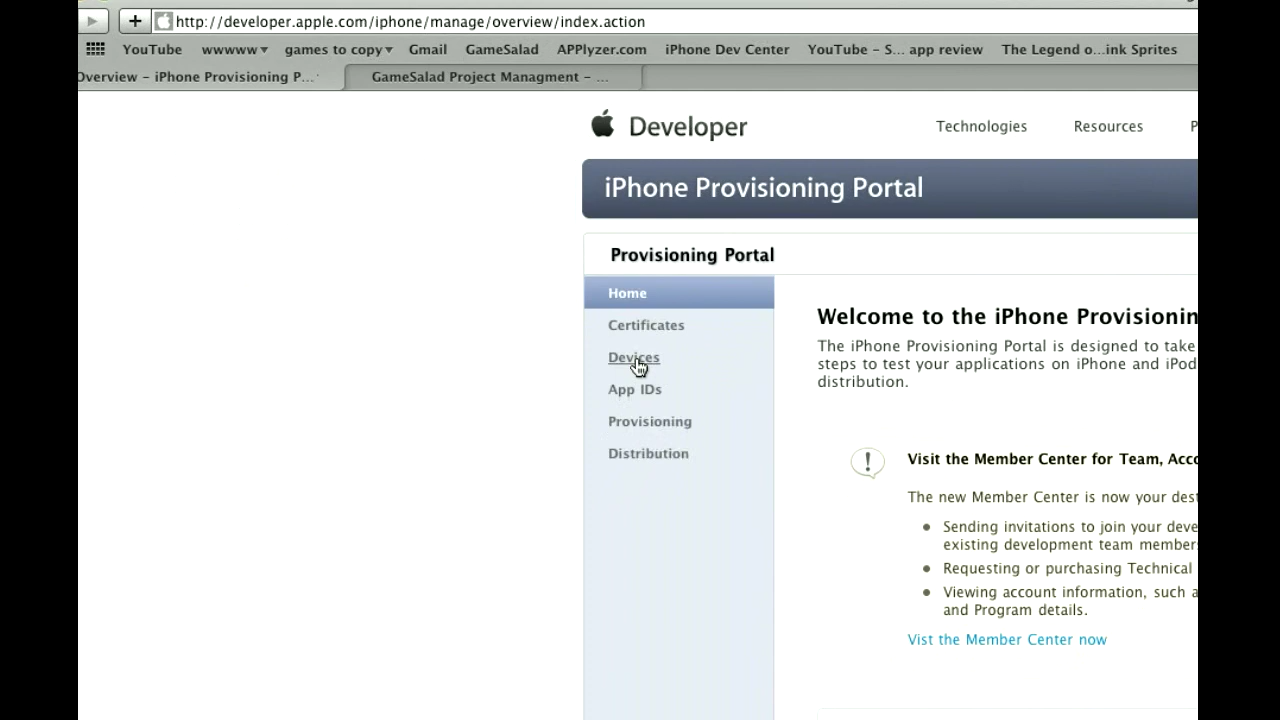 http://developer.apple.com/iphone/manage/overview/index.action
YouTube wwwww▾ games to copy▾ Gmail GameSalad APPlyzer.com iPhone Dev Center YouTube – S... app review The Legend o...ink Sprites
Overview – iPhone Provisioning P...
GameSalad Project Managment – ...
Developer
Technologies
Resources
P
iPhone Provisioning Portal
Provisioning Portal
Home
Certificates
Devices
App IDs
Provisioning
Distribution
Welcome to the iPhone Provisionin
The iPhone Provisioning Portal is designed to take
steps to test your applications on iPhone and iPod
distribution.
Visit the Member Center for Team, Acco
The new Member Center is now your dest
• Sending invitations to join your deve
existing development team members
• Requesting or purchasing Technical
• Viewing account information, such a
and Program details.
Vist the Member Center now